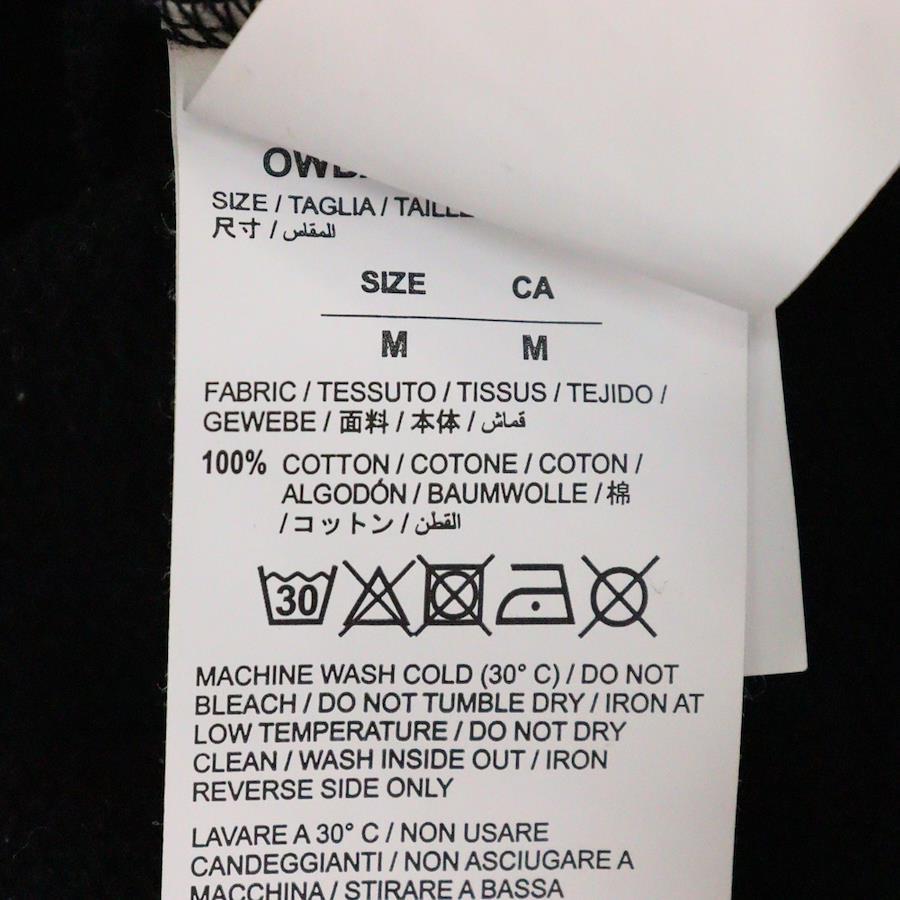 SIZE / TAGLIA / TAILLE
尺寸 / للمقاس
SIZE CA
M M
FABRIC / TESSUTO / TISSUS / TEJIDO /
GEWEBE / 面料 / 本体 / قماش
100% COTTON / COTONE / COTON /
ALGODÓN / BAUMWOLLE / 棉
/ コットン / القطن
30
MACHINE WASH COLD (30° C) / DO NOT
BLEACH / DO NOT TUMBLE DRY / IRON AT
LOW TEMPERATURE / DO NOT DRY
CLEAN / WASH INSIDE OUT / IRON
REVERSE SIDE ONLY
LAVARE A 30° C / NON USARE
CANDEGGIANTI / NON ASCIUGARE A
MACCHINA / STIRARE A BASSA